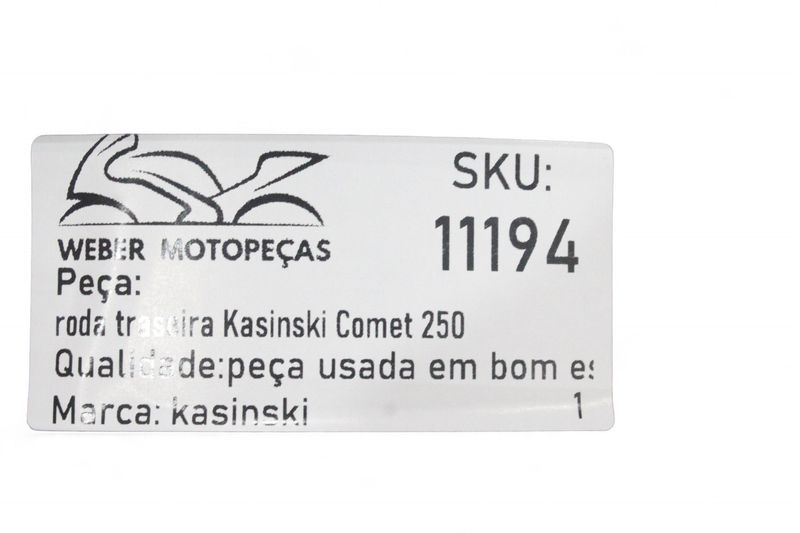 WEBER MOTOPEÇAS
SKU:
11194
Peça:
roda traseira Kasinski Comet 250
Qualidade:peça usada em bom es
Marca: kasinski
1